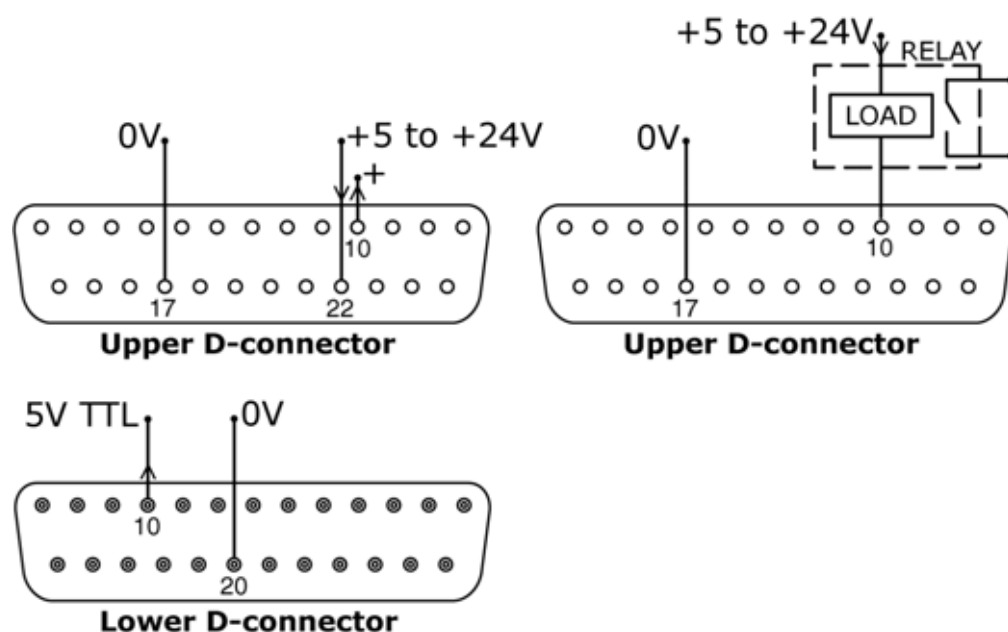 0V
+5 to +24V
+
10
17
22
Upper D-connector
+5 to +24V
RELAY
LOAD
0V
10
17
Upper D-connector
5V TTL
0V
10
20
Lower D-connector